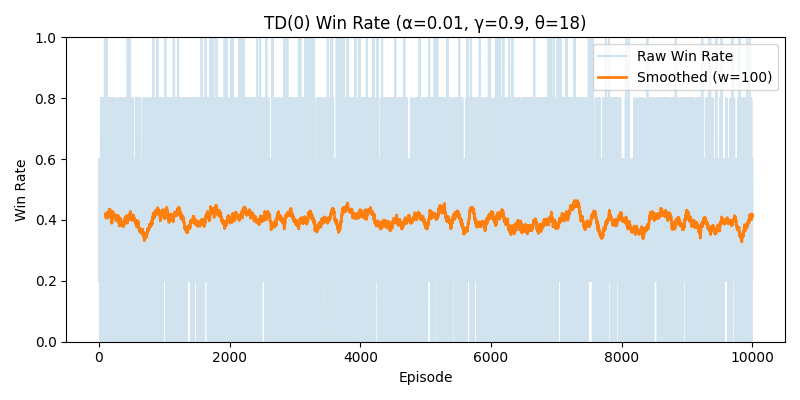 TD(0) Win Rate (α=0.01, γ=0.9, θ=18)
1.0
0.8
0.6
0.4
0.2
0.0
Win Rate
Raw Win Rate
Smoothed (w=100)
0 2000 4000 6000 8000 10000
Episode